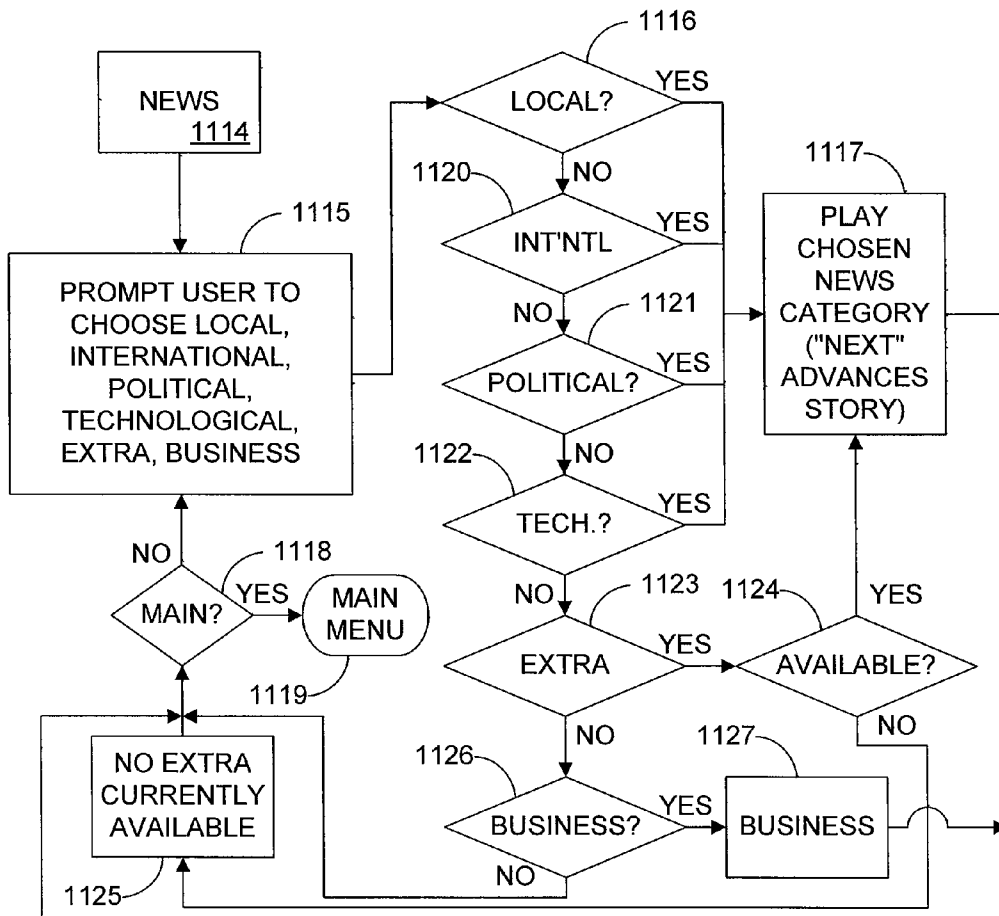 NEWS
1114
1115
PROMPT USER TO
CHOOSE LOCAL,
INTERNATIONAL,
POLITICAL,
TECHNOLOGICAL,
EXTRA, BUSINESS
NO
1118
MAIN?
YES
MAIN
MENU
1119
NO EXTRA
CURRENTLY
AVAILABLE
1125
1116
LOCAL?
YES
NO
1120
INT'NTL
YES
NO
1121
POLITICAL?
YES
NO
1122
TECH.?
YES
NO
1123
EXTRA
YES
NO
1126
BUSINESS?
YES
NO
1117
PLAY
CHOSEN
NEWS
CATEGORY
("NEXT"
ADVANCES
STORY)
YES
1124
AVAILABLE?
NO
1127
BUSINESS